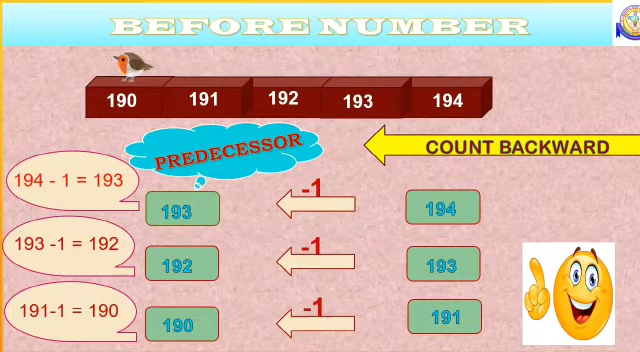 BEFORE NUMBER
190 191 192 193 194
PREDECESSOR
COUNT BACKWARD
194 - 1 = 193
193
-1
194
193 -1 = 192
192
-1
193
191-1 = 190
190
-1
191